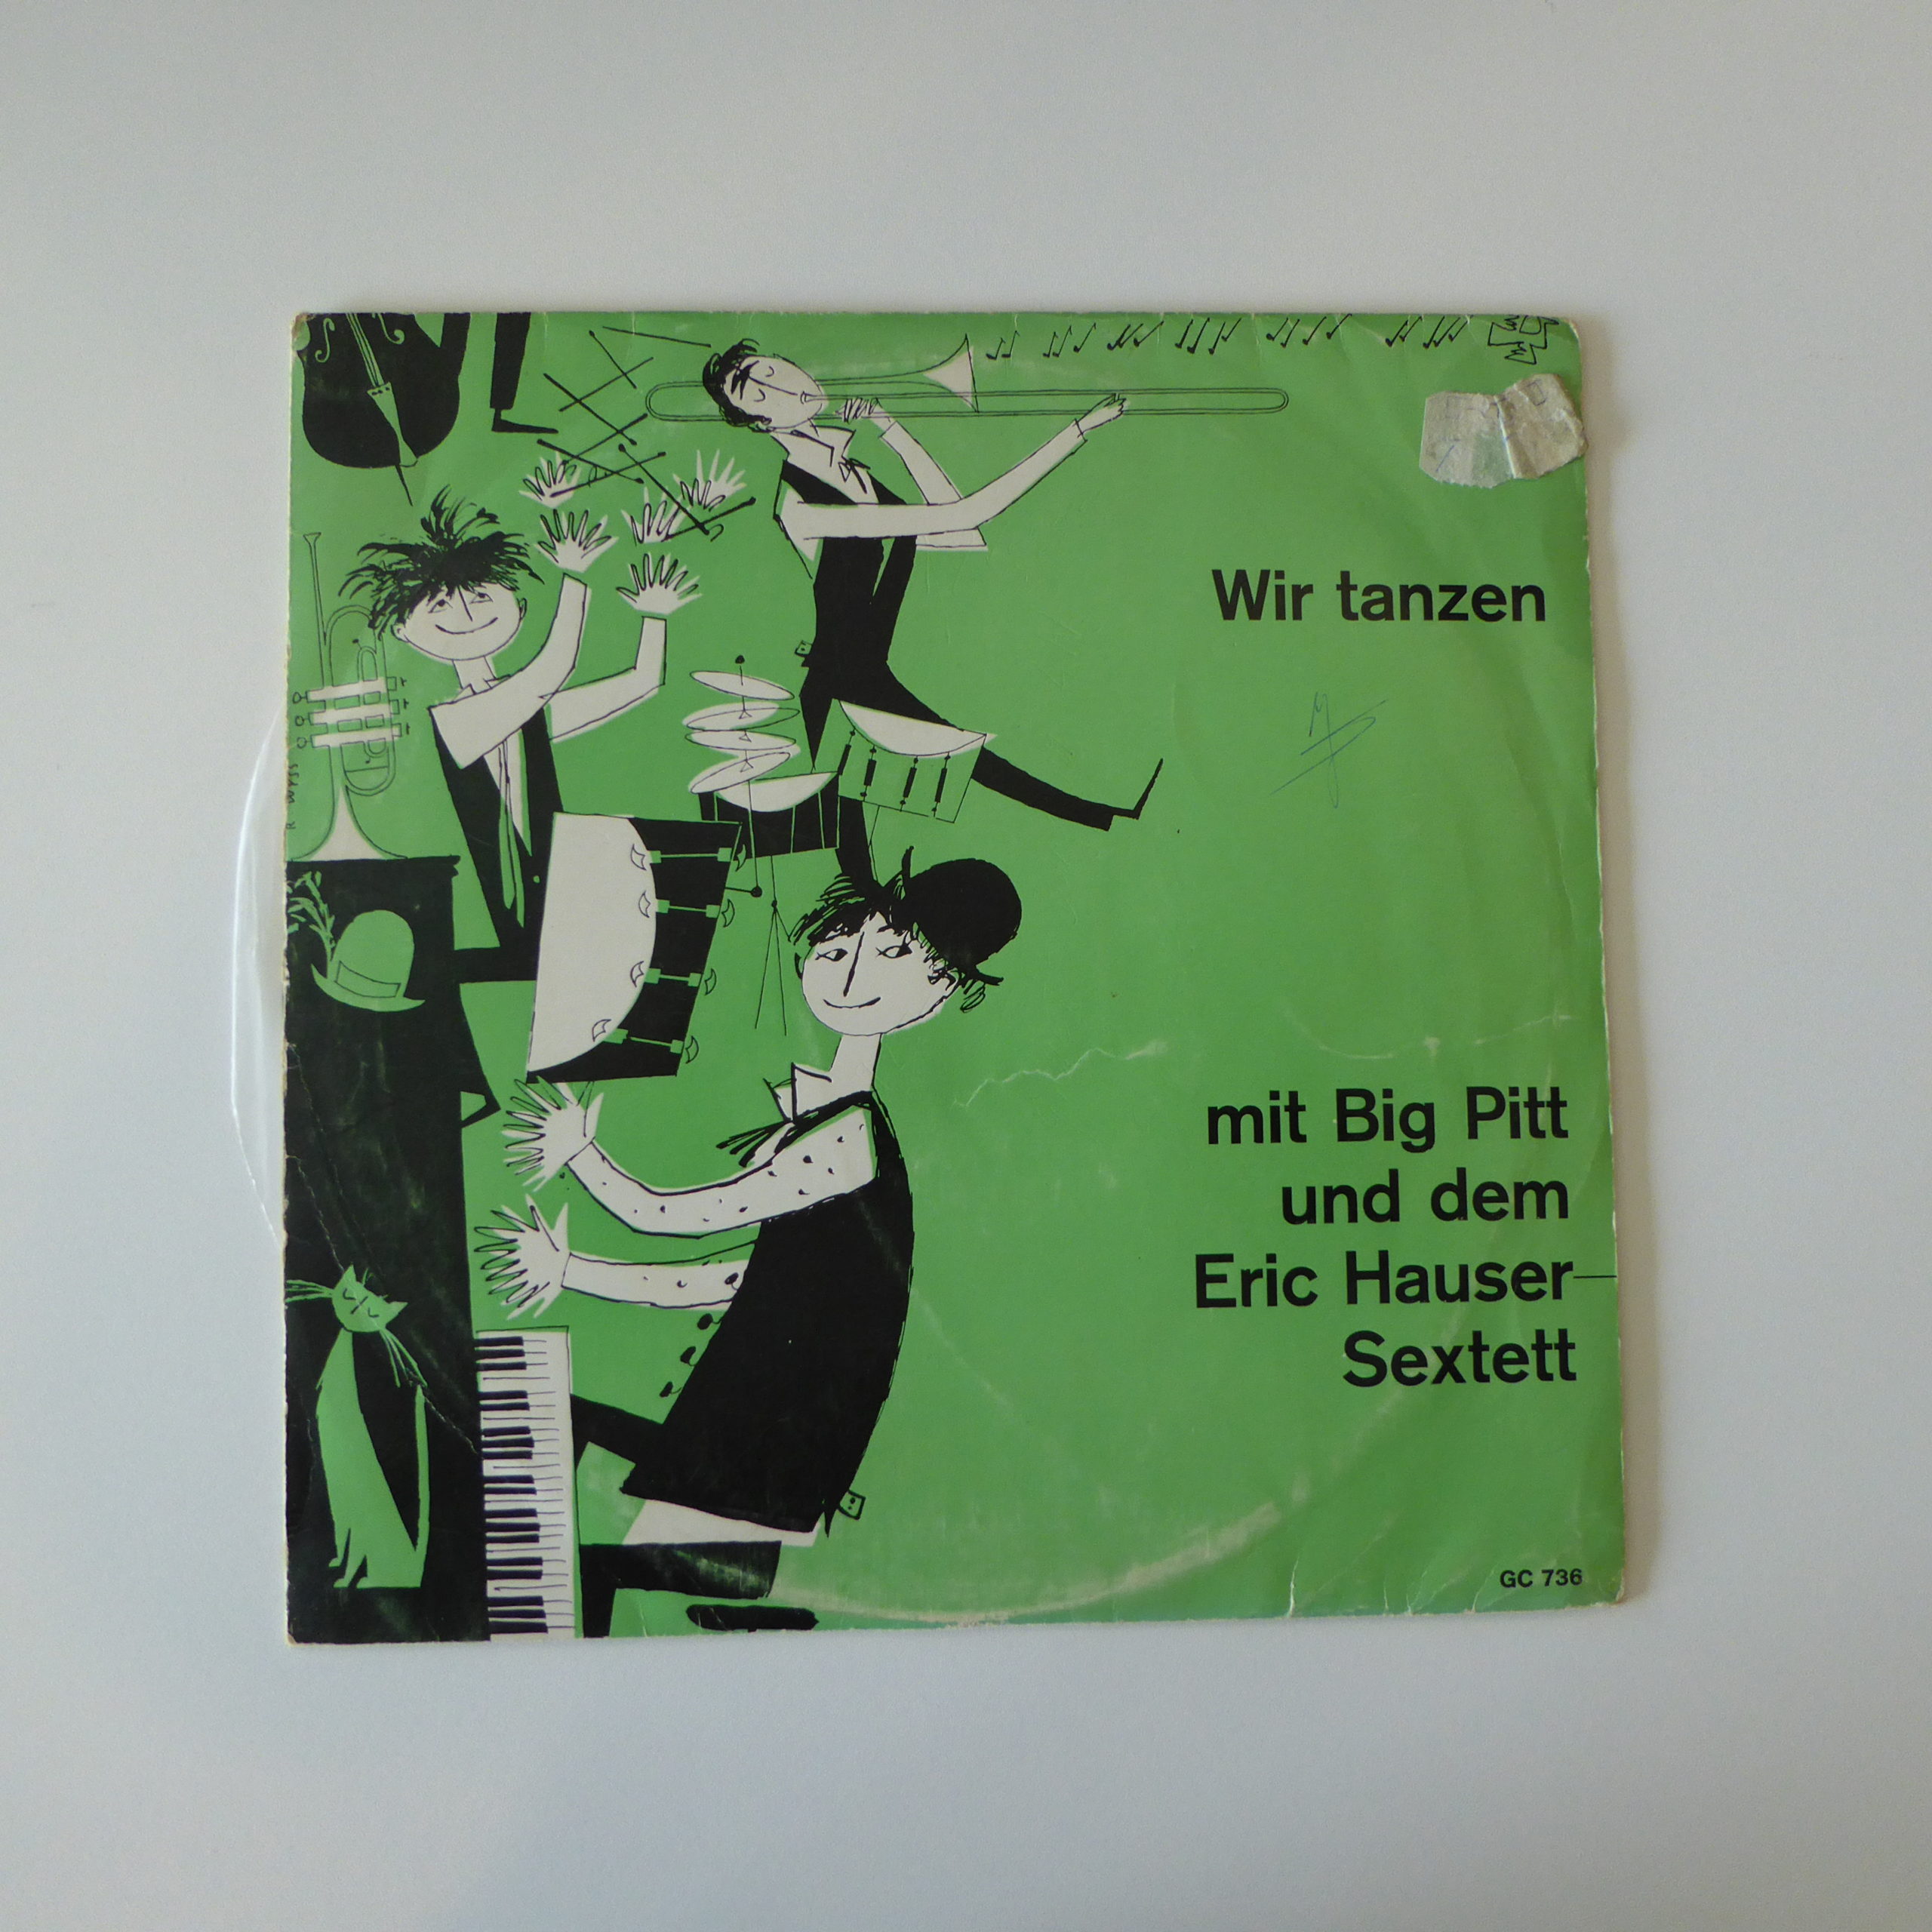 Wir tanzen
mit Big Pitt
und dem
Eric Hauser-
Sextett
GC 736